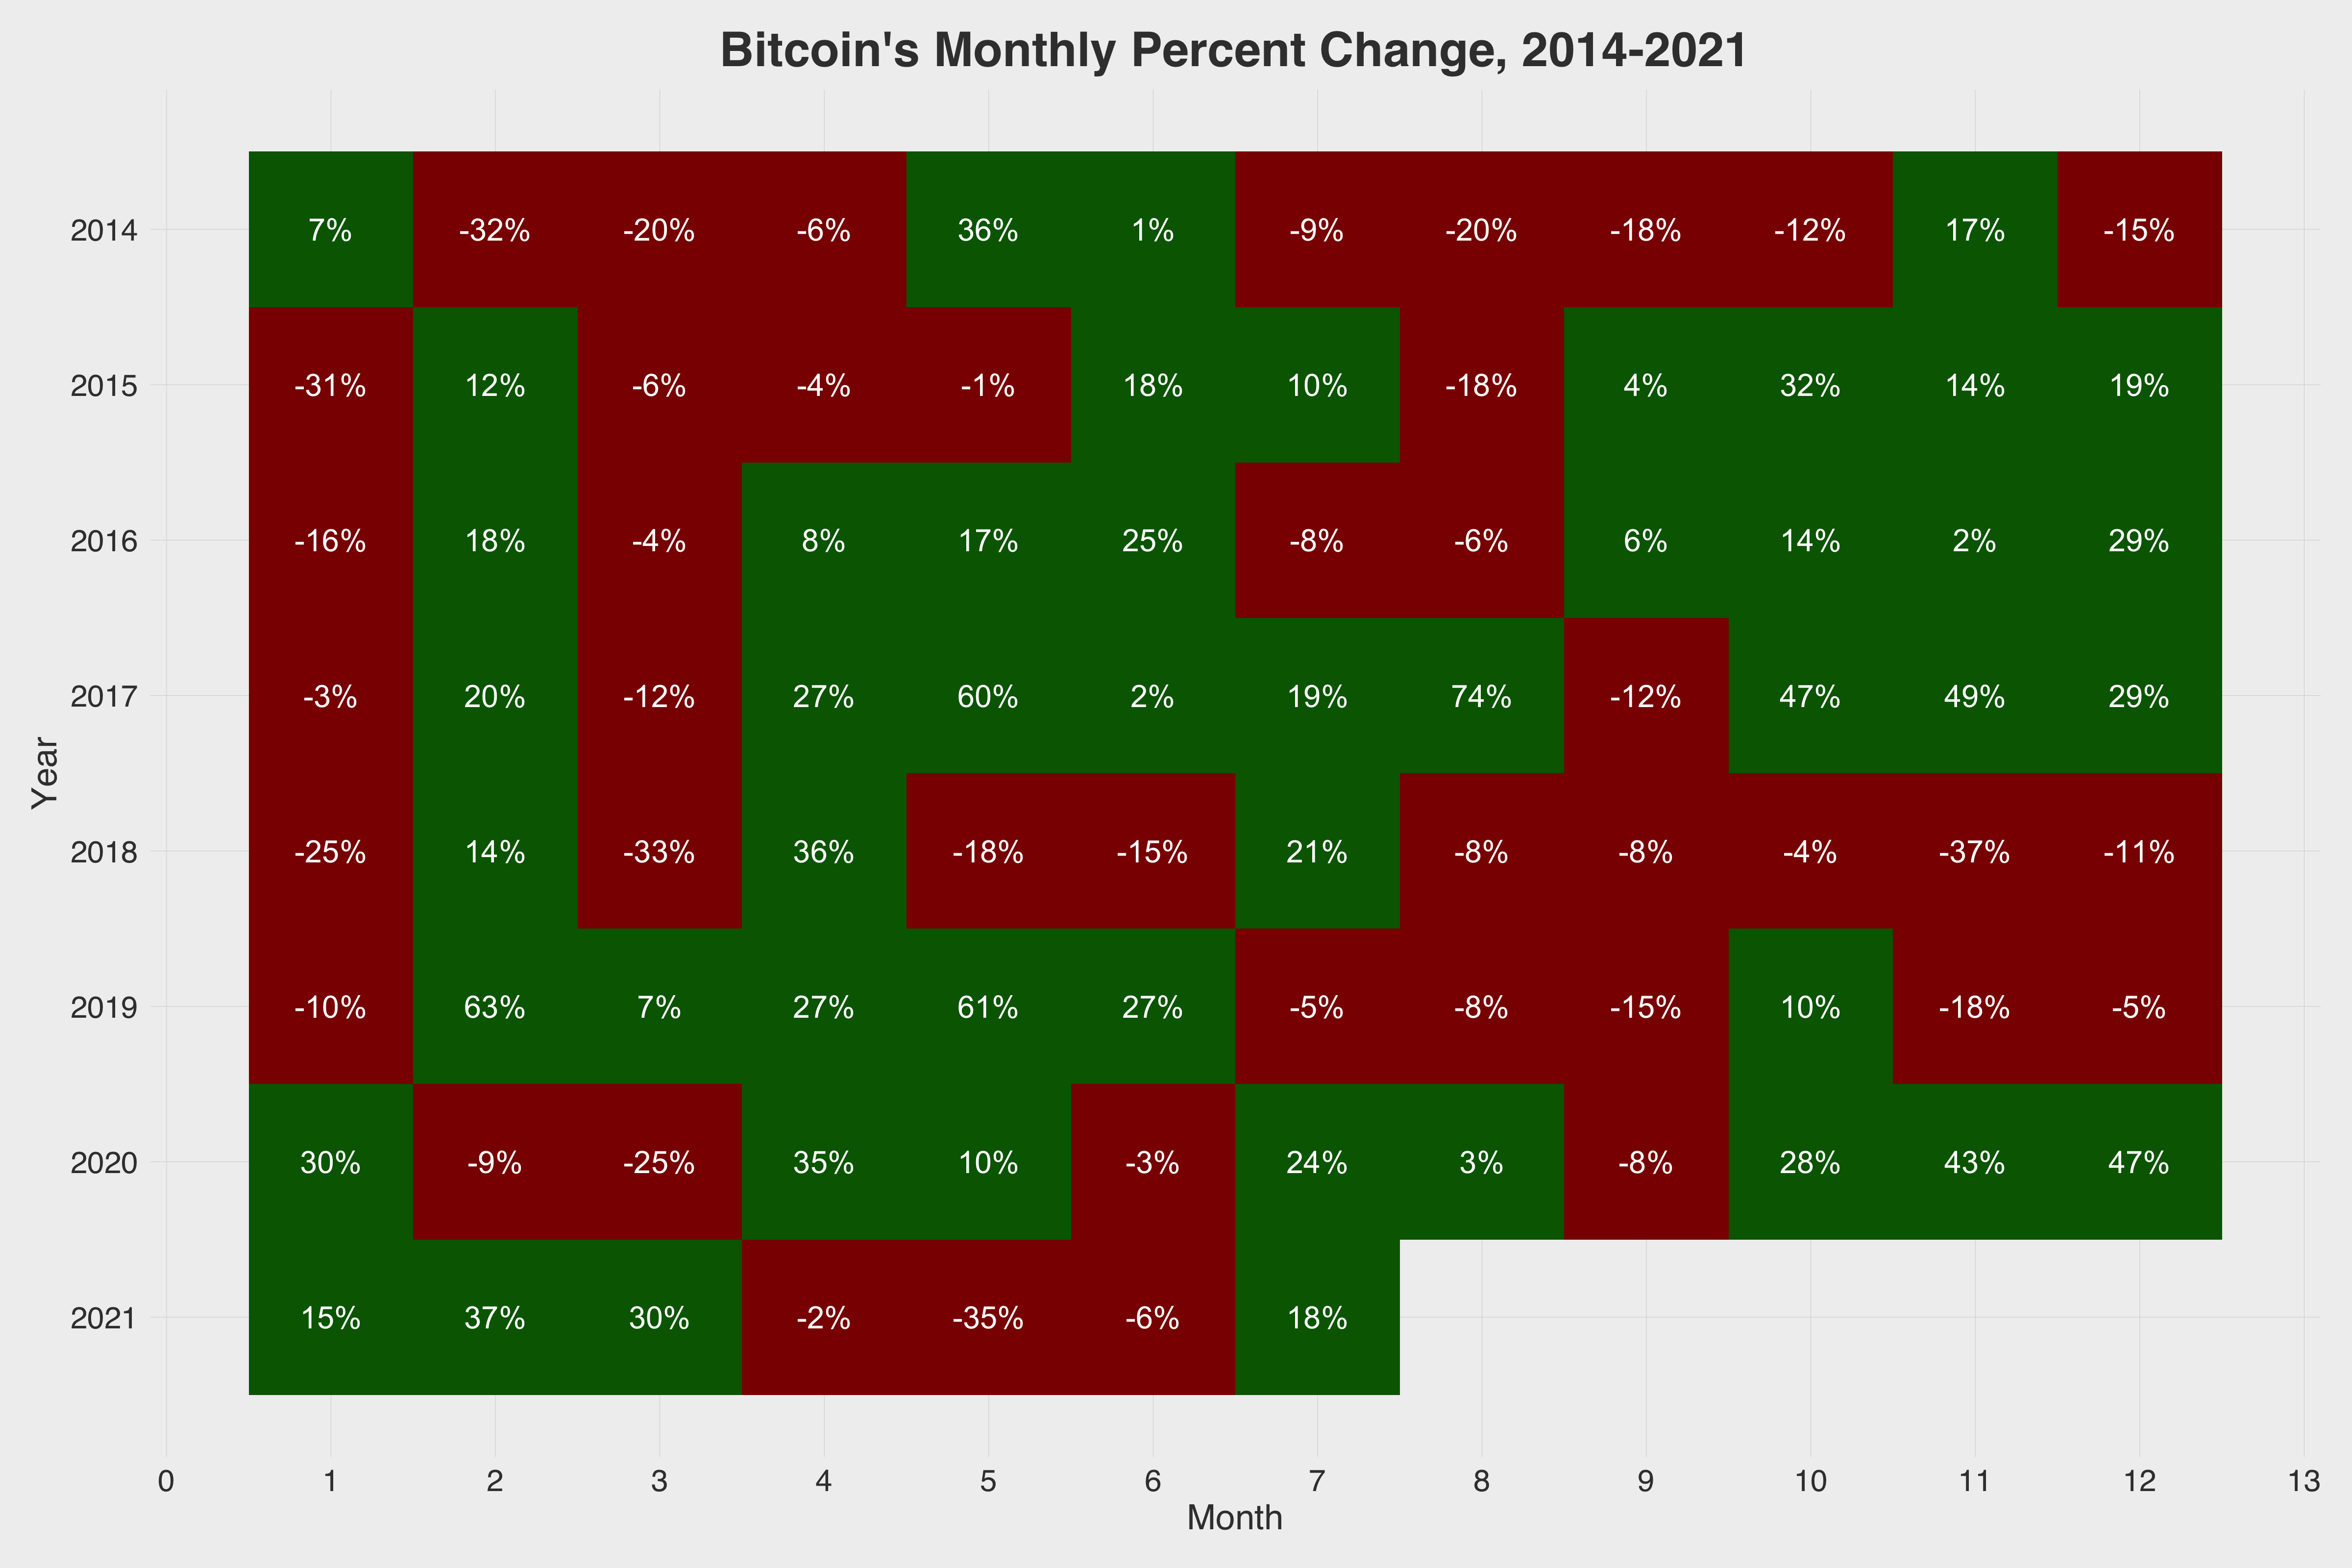 Bitcoin's Monthly Percent Change, 2014-2021
2014 7% -32% -20% -6% 36% 1% -9% -20% -18% -12% 17% -15%
2015 -31% 12% -6% -4% -1% 18% 10% -18% 4% 32% 14% 19%
2016 -16% 18% -4% 8% 17% 25% -8% -6% 6% 14% 2% 29%
2017 -3% 20% -12% 27% 60% 2% 19% 74% -12% 47% 49% 29%
Year
2018 -25% 14% -33% 36% -18% -15% 21% -8% -8% -4% -37% -11%
2019 -10% 63% 7% 27% 61% 27% -5% -8% -15% 10% -18% -5%
2020 30% -9% -25% 35% 10% -3% 24% 3% -8% 28% 43% 47%
2021 15% 37% 30% -2% -35% -6% 18%
0 1 2 3 4 5 6 7 8 9 10 11 12 13
Month